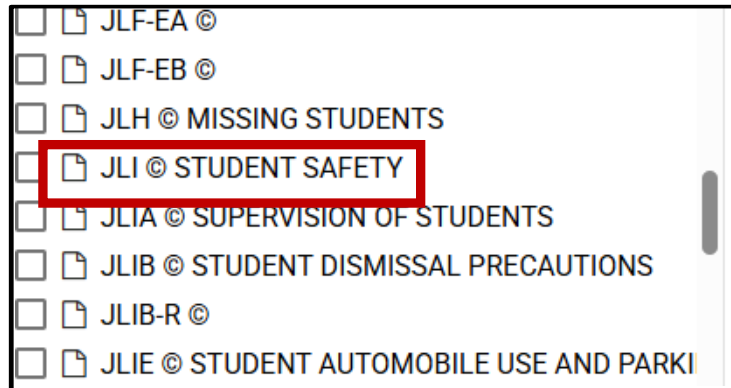 JLF-EA ©
JLF-EB ©
JLH © MISSING STUDENTS
JLI © STUDENT SAFETY
JLIA © SUPERVISION OF STUDENTS
JLIB © STUDENT DISMISSAL PRECAUTIONS
JLIB-R ©
JLIE © STUDENT AUTOMOBILE USE AND PARKI